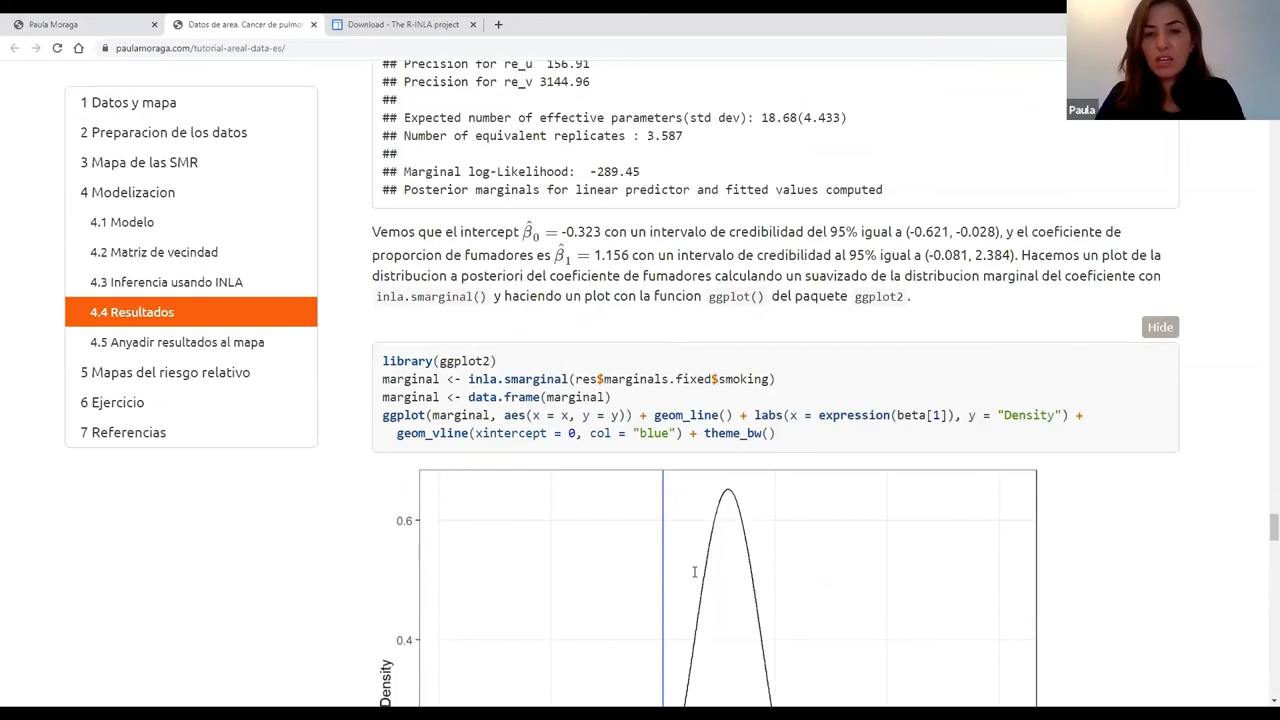 Paula Moraga
Datos de area. Cancer de pulmo
Download - The R-INLA project
paulamoraga.com/tutorial-areal-data-es/
Paula
1 Datos y mapa
2 Preparacion de los datos
3 Mapa de las SMR
4 Modelizacion
4.1 Modelo
4.2 Matriz de vecindad
4.3 Inferencia usando INLA
4.4 Resultados
4.5 Anyadir resultados al mapa
5 Mapas del riesgo relativo
6 Ejercicio
7 Referencias
## Precision for re_u 156.91
## Precision for re_v 3144.96
##
## Expected number of effective parameters(std dev): 18.68(4.433)
## Number of equivalent replicates : 3.587
##
## Marginal log-Likelihood: -289.45
## Posterior marginals for linear predictor and fitted values computed
Vemos que el intercept β̂0 = -0.323 con un intervalo de credibilidad del 95% igual a (-0.621, -0.028), y el coeficiente de
proporcion de fumadores es β̂1 = 1.156 con un intervalo de credibilidad al 95% igual a (-0.081, 2.384). Hacemos un plot de la
distribucion a posteriori del coeficiente de fumadores calculando un suavizado de la distribucion marginal del coeficiente con
inla.smarginal() y haciendo un plot con la funcion ggplot() del paquete ggplot2.
Hide
library(ggplot2)
marginal <- inla.smarginal(res$marginals.fixed$smoking)
marginal <- data.frame(marginal)
ggplot(marginal, aes(x = x, y = y)) + geom_line() + labs(x = expression(beta[1]), y = "Density") +
geom_vline(xintercept = 0, col = "blue") + theme_bw()
0.6
0.4
Density